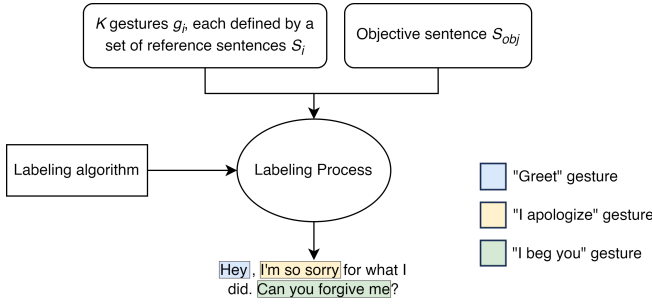 K gestures gi, each defined by a
set of reference sentences Si
Objective sentence Sobj
Labeling algorithm
Labeling Process
"Greet" gesture
"I apologize" gesture
"I beg you" gesture
Hey , I'm so sorry for what I
did. Can you forgive me?